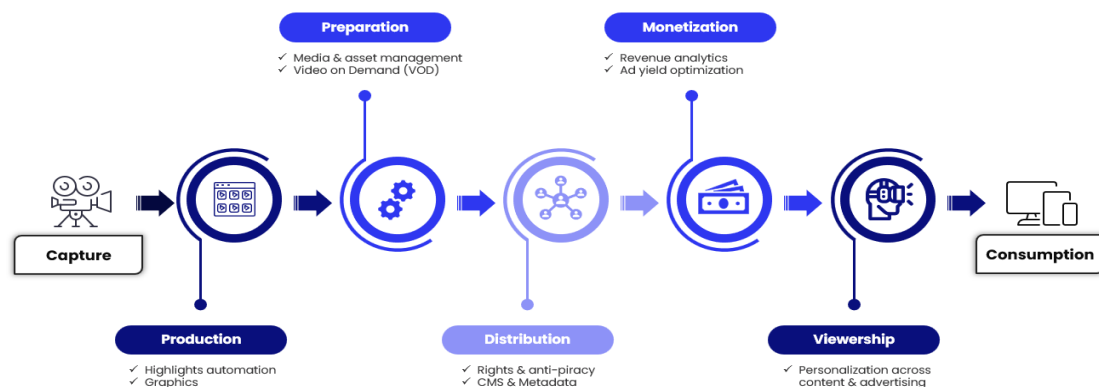 Preparation
✓ Media & asset management
✓ Video on Demand (VOD)
Monetization
✓ Revenue analytics
✓ Ad yield optimization
Capture
Consumption
Production
✓ Highlights automation
✓ Graphics
Distribution
✓ Rights & anti-piracy
✓ CMS & Metadata
Viewership
✓ Personalization across
content & advertising